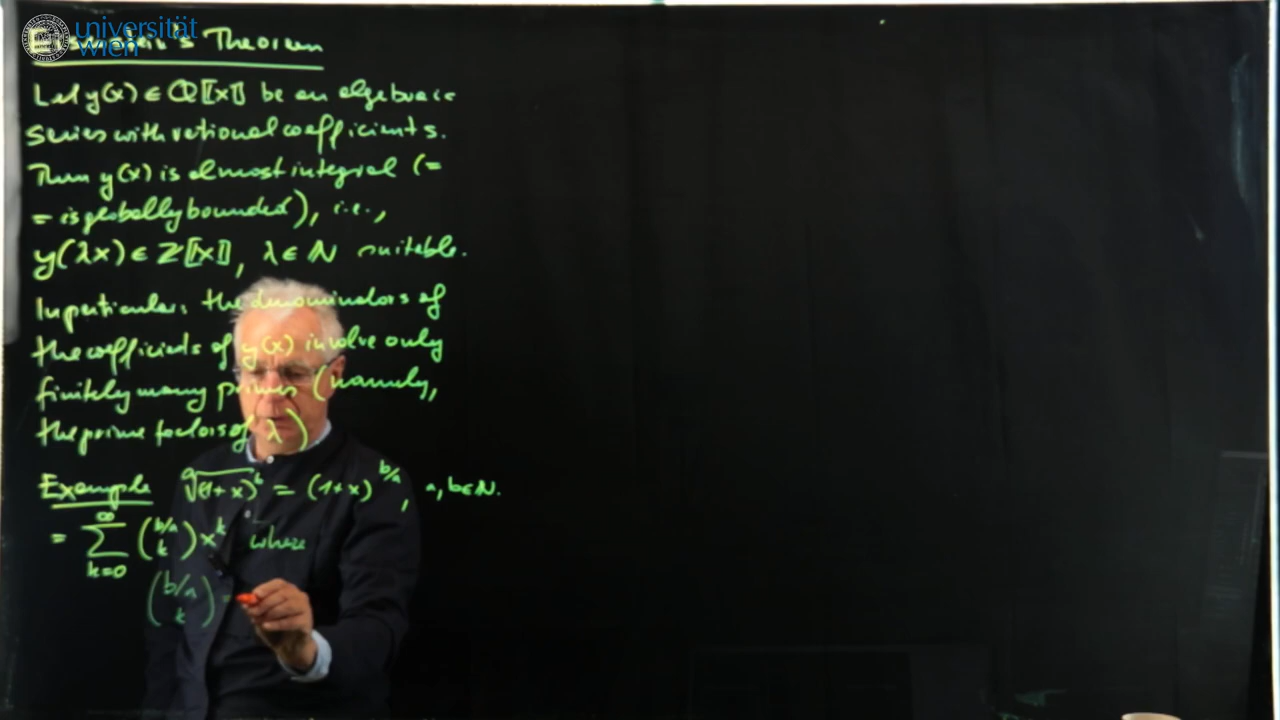 universität
wien
Eisenstein's Theorem
Let y(x) ∈ ℚ[[x]] be an algebraic
series with rational coefficients.
Then y(x) is almost integral (=
= is globally bounded), i.e.,
y(λx) ∈ ℤ[[x]], λ ∈ ℕ suitable.
In particular: the denominators of
the coefficients of y(x) involve only
finitely many primes (namely,
the prime factors of λ)
Example ᵃ√(1+x)ᵇ = (1+x)^{b/a}, a, b ∈ ℕ.
= ∑_{k=0}^{∞} (b/a k) x^k where
(b/a k) =